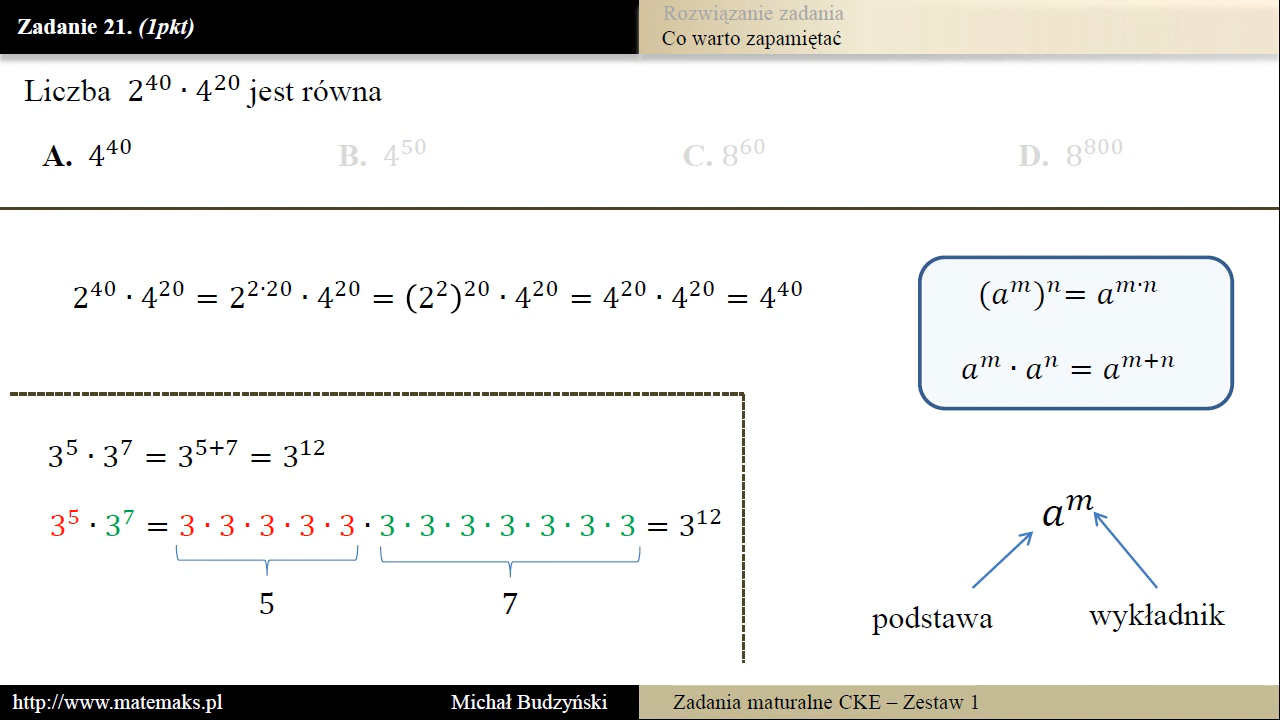 Zadanie 21. (1pkt)
Rozwiązanie zadania
Co warto zapamiętać
Liczba 2⁴⁰ · 4²⁰ jest równa
A. 4⁴⁰ B. 4⁵⁰ C. 8⁶⁰ D. 8⁸⁰⁰
2⁴⁰ · 4²⁰ = 2²·²⁰ · 4²⁰ = (2²)²⁰ · 4²⁰ = 4²⁰ · 4²⁰ = 4⁴⁰
(aᵐ)ⁿ = aᵐ·ⁿ
aᵐ · aⁿ = aᵐ⁺ⁿ
3⁵ · 3⁷ = 3⁵⁺⁷ = 3¹²
3⁵ · 3⁷ = 3 · 3 · 3 · 3 · 3 · 3 · 3 · 3 · 3 · 3 · 3 · 3 = 3¹²
5 7
aᵐ
podstawa wykładnik
http://www.matemaks.pl Michał Budzyński Zadania maturalne CKE – Zestaw 1